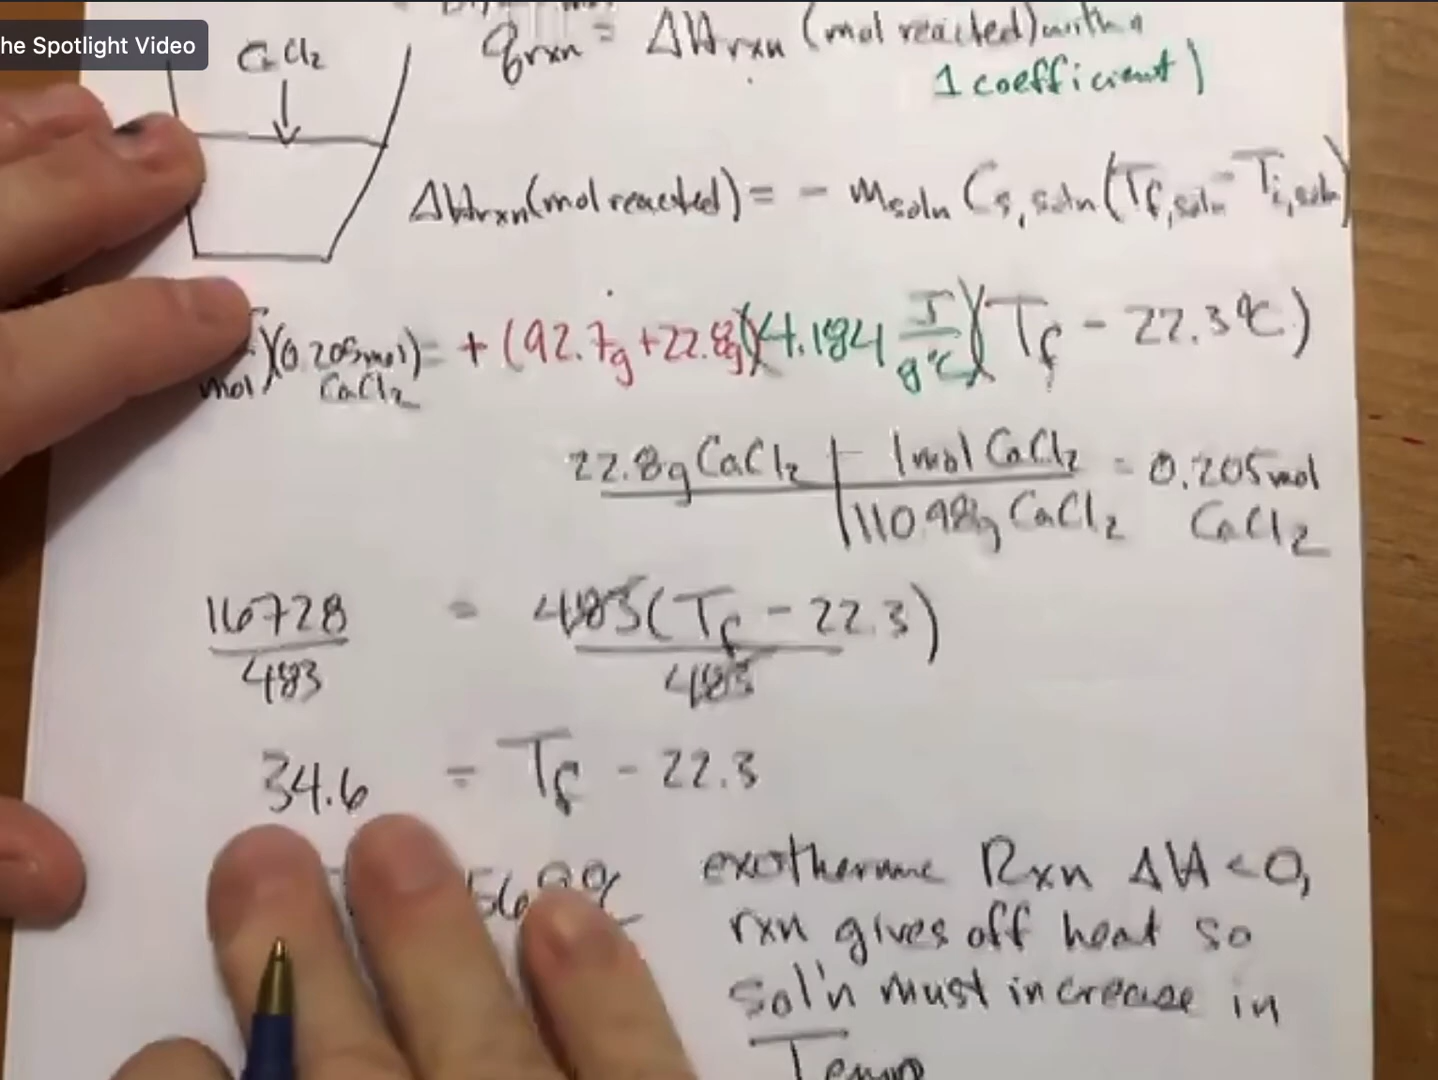 he Spotlight Video
CaCl2
qrxn = ΔHrxn (mol reacted) with a
1 coefficient)
ΔHrxn(mol reacted) = - msoln Cs, soln (Tf,soln - Ti,soln)
mol)(0.205mol) = + (92.7g + 22.8g)(4.184 J/g°C)(Tf - 22.3°C)
CaCl2
22.8g CaCl2 | 1mol CaCl2 = 0.205mol
110.98g CaCl2 CaCl2
16728 = 483(Tf - 22.3)
483 483
34.6 = Tf - 22.3
exotherme Rxn ΔH < 0,
rxn gives off heat so
sol'n must increase in
Temp